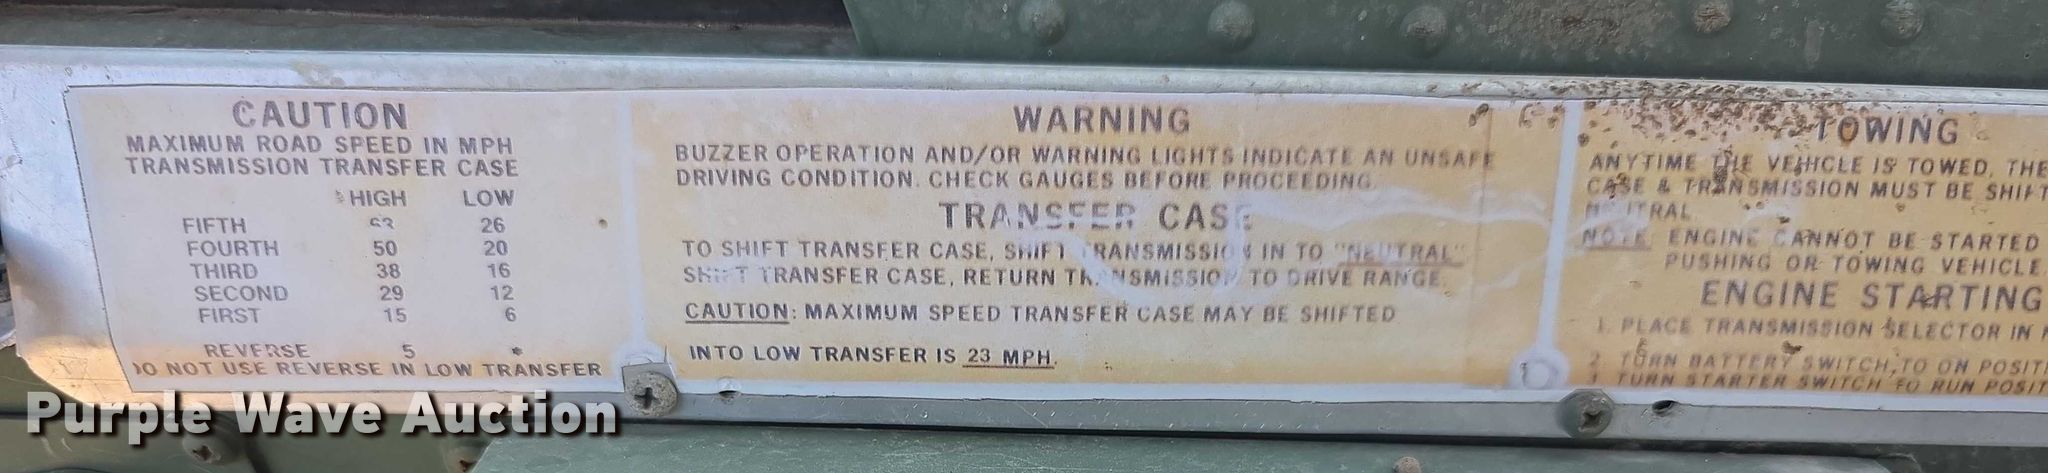 CAUTION
MAXIMUM ROAD SPEED IN MPH
TRANSMISSION TRANSFER CASE
HIGH LOW
FIFTH 26
FOURTH 50 20
THIRD 38 16
SECOND 29 12
FIRST 15 6
REVERSE 5 *
DO NOT USE REVERSE IN LOW TRANSFER
WARNING
BUZZER OPERATION AND/OR WARNING LIGHTS INDICATE AN UNSAFE
DRIVING CONDITION. CHECK GAUGES BEFORE PROCEEDING.
TRANSFER CASE
TO SHIFT TRANSFER CASE, SHIFT TRANSMISSION IN TO "NEUTRAL"
SHIFT TRANSFER CASE, RETURN TRANSMISSION TO DRIVE RANGE.
CAUTION: MAXIMUM SPEED TRANSFER CASE MAY BE SHIFTED
INTO LOW TRANSFER IS 23 MPH.
TOWING
ANYTIME THE VEHICLE IS TOWED, THE
CASE & TRANSMISSION MUST BE SHIFT
NEUTRAL
NOTE ENGINE CANNOT BE STARTED
PUSHING OR TOWING VEHICLE.
ENGINE STARTING
1. PLACE TRANSMISSION SELECTOR IN
2 TURN BATTERY SWITCH TO ON POSITI
3 TURN STARTER SWITCH TO RUN POSIT
Purple Wave Auction